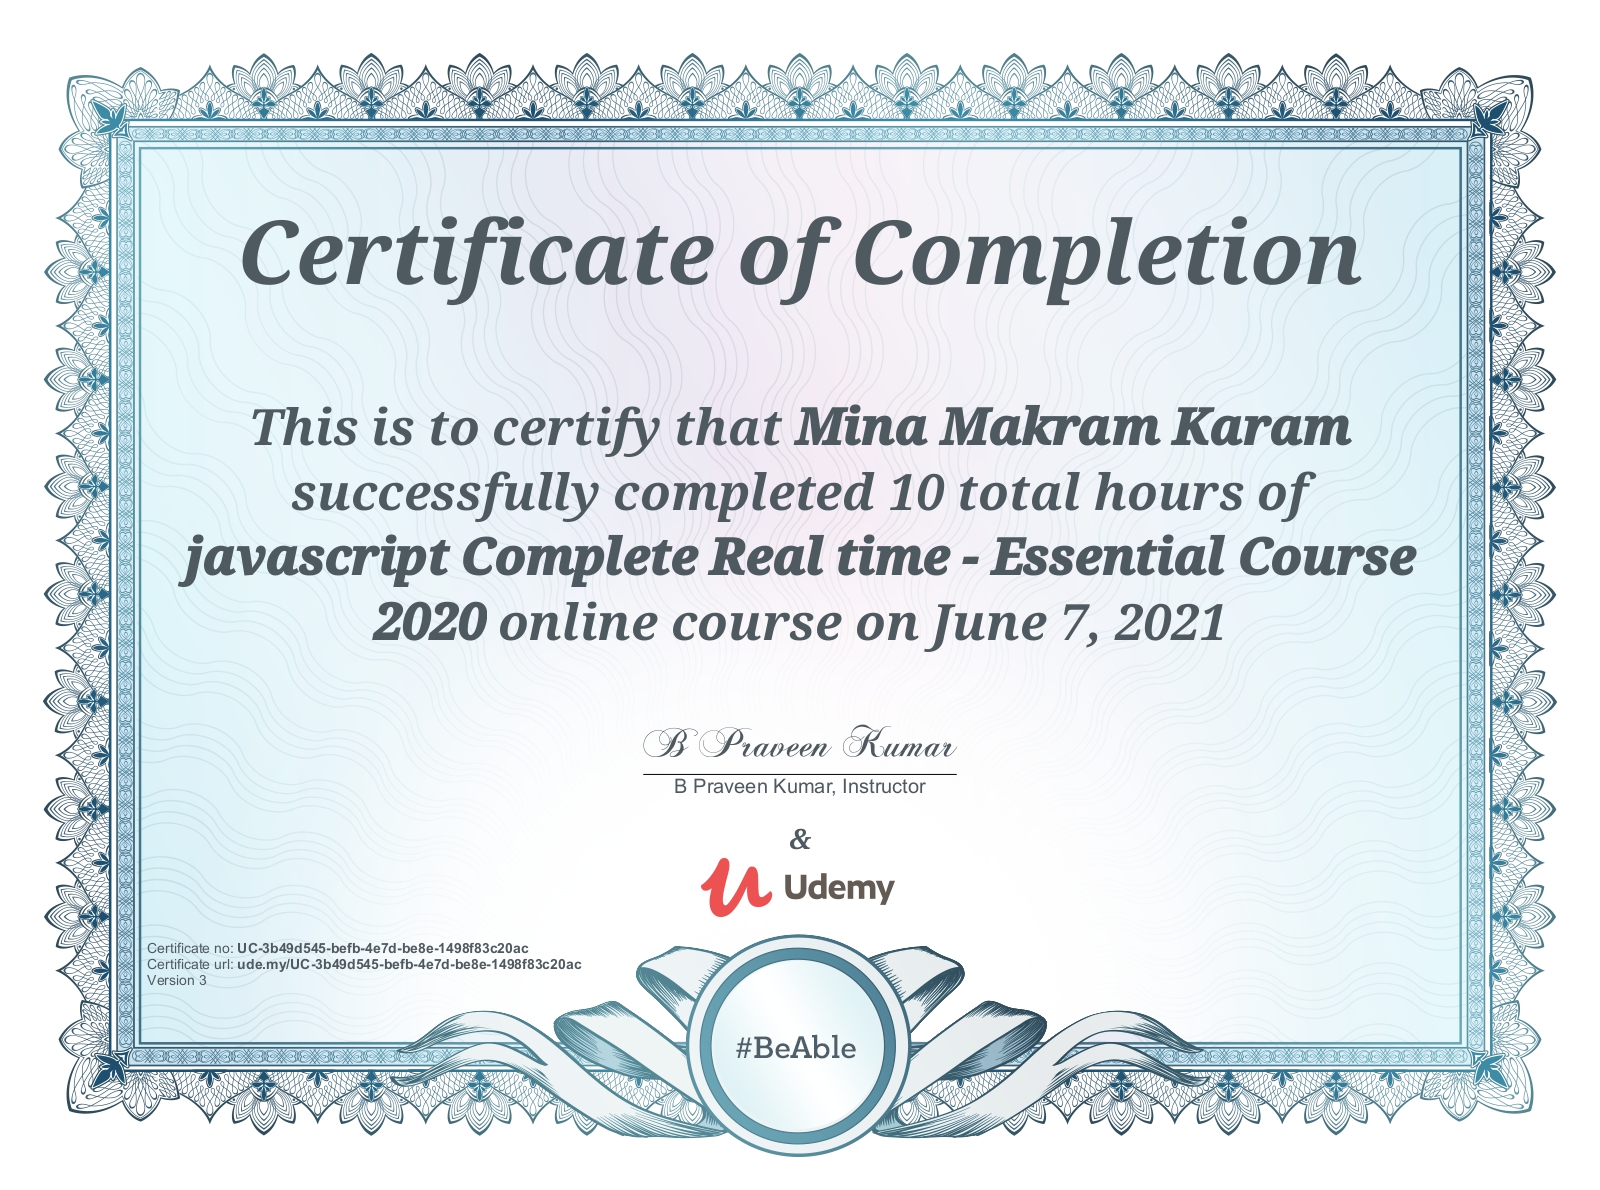 Certificate of Completion
This is to certify that Mina Makram Karam
successfully completed 10 total hours of
javascript Complete Real time - Essential Course
2020 online course on June 7, 2021
B Praveen Kumar
B Praveen Kumar, Instructor
&
Udemy
Certificate no: UC-3b49d545-befb-4e7d-be8e-1498f83c20ac
Certificate url: ude.my/UC-3b49d545-befb-4e7d-be8e-1498f83c20ac
Version 3
#BeAble